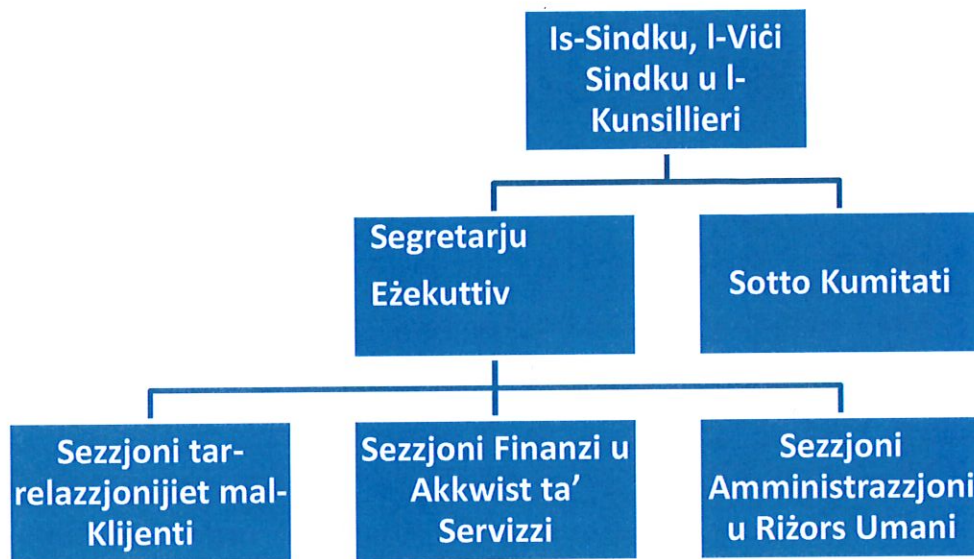 Is-Sindku, l-Viċi
Sindku u l-
Kunsillieri
Segretarju
Eżekuttiv
Sotto Kumitati
Sezzjoni tar-
relazzjonijiet mal-
Klijenti
Sezzjoni Finanzi u
Akkwist ta’
Servizzi
Sezzjoni
Amministrazzjoni
u Riżors Umani